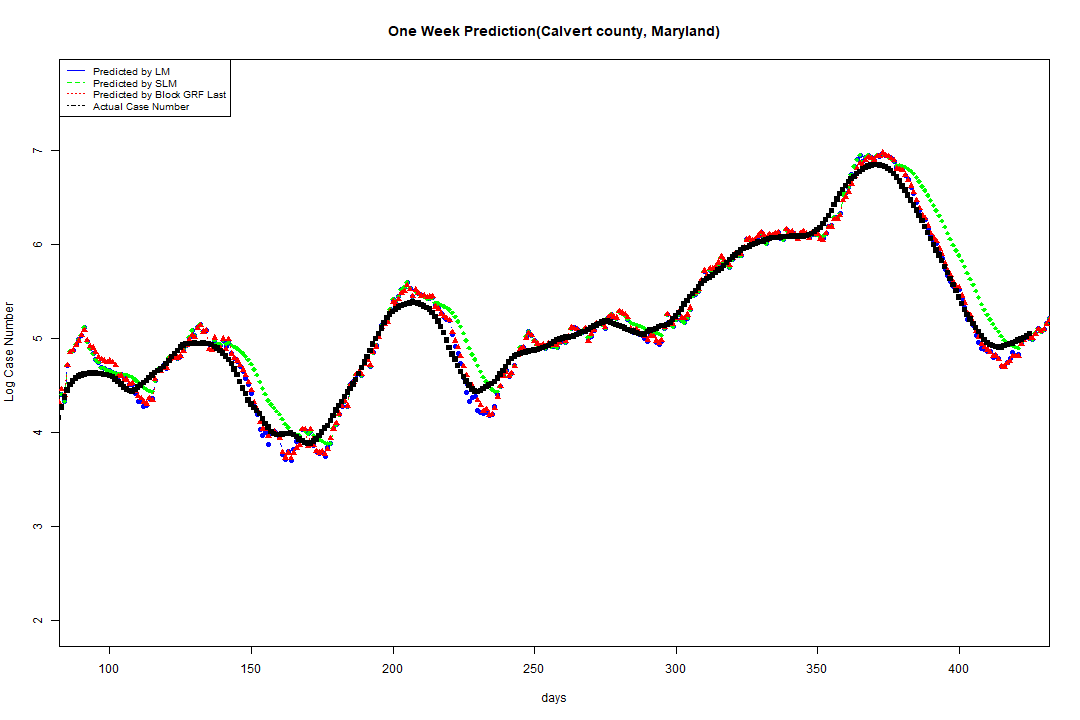 One Week Prediction(Calvert county, Maryland)
Predicted by LM
Predicted by SLM
Predicted by Block GRF Last
Actual Case Number
Log Case Number
7
6
5
4
3
2
100 150 200 250 300 350 400
days